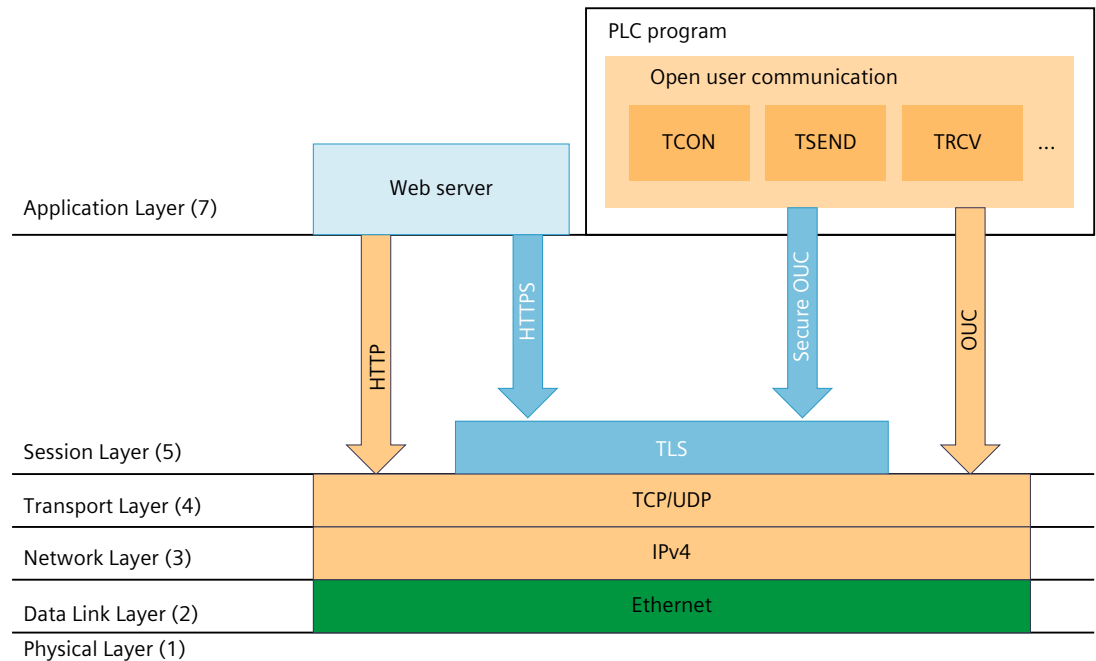 PLC program
Open user communication
TCON
TSEND
TRCV
...
Web server
Application Layer (7)
HTTP
HTTPS
Secure OUC
OUC
Session Layer (5)
TLS
Transport Layer (4)
TCP/UDP
Network Layer (3)
IPv4
Data Link Layer (2)
Ethernet
Physical Layer (1)